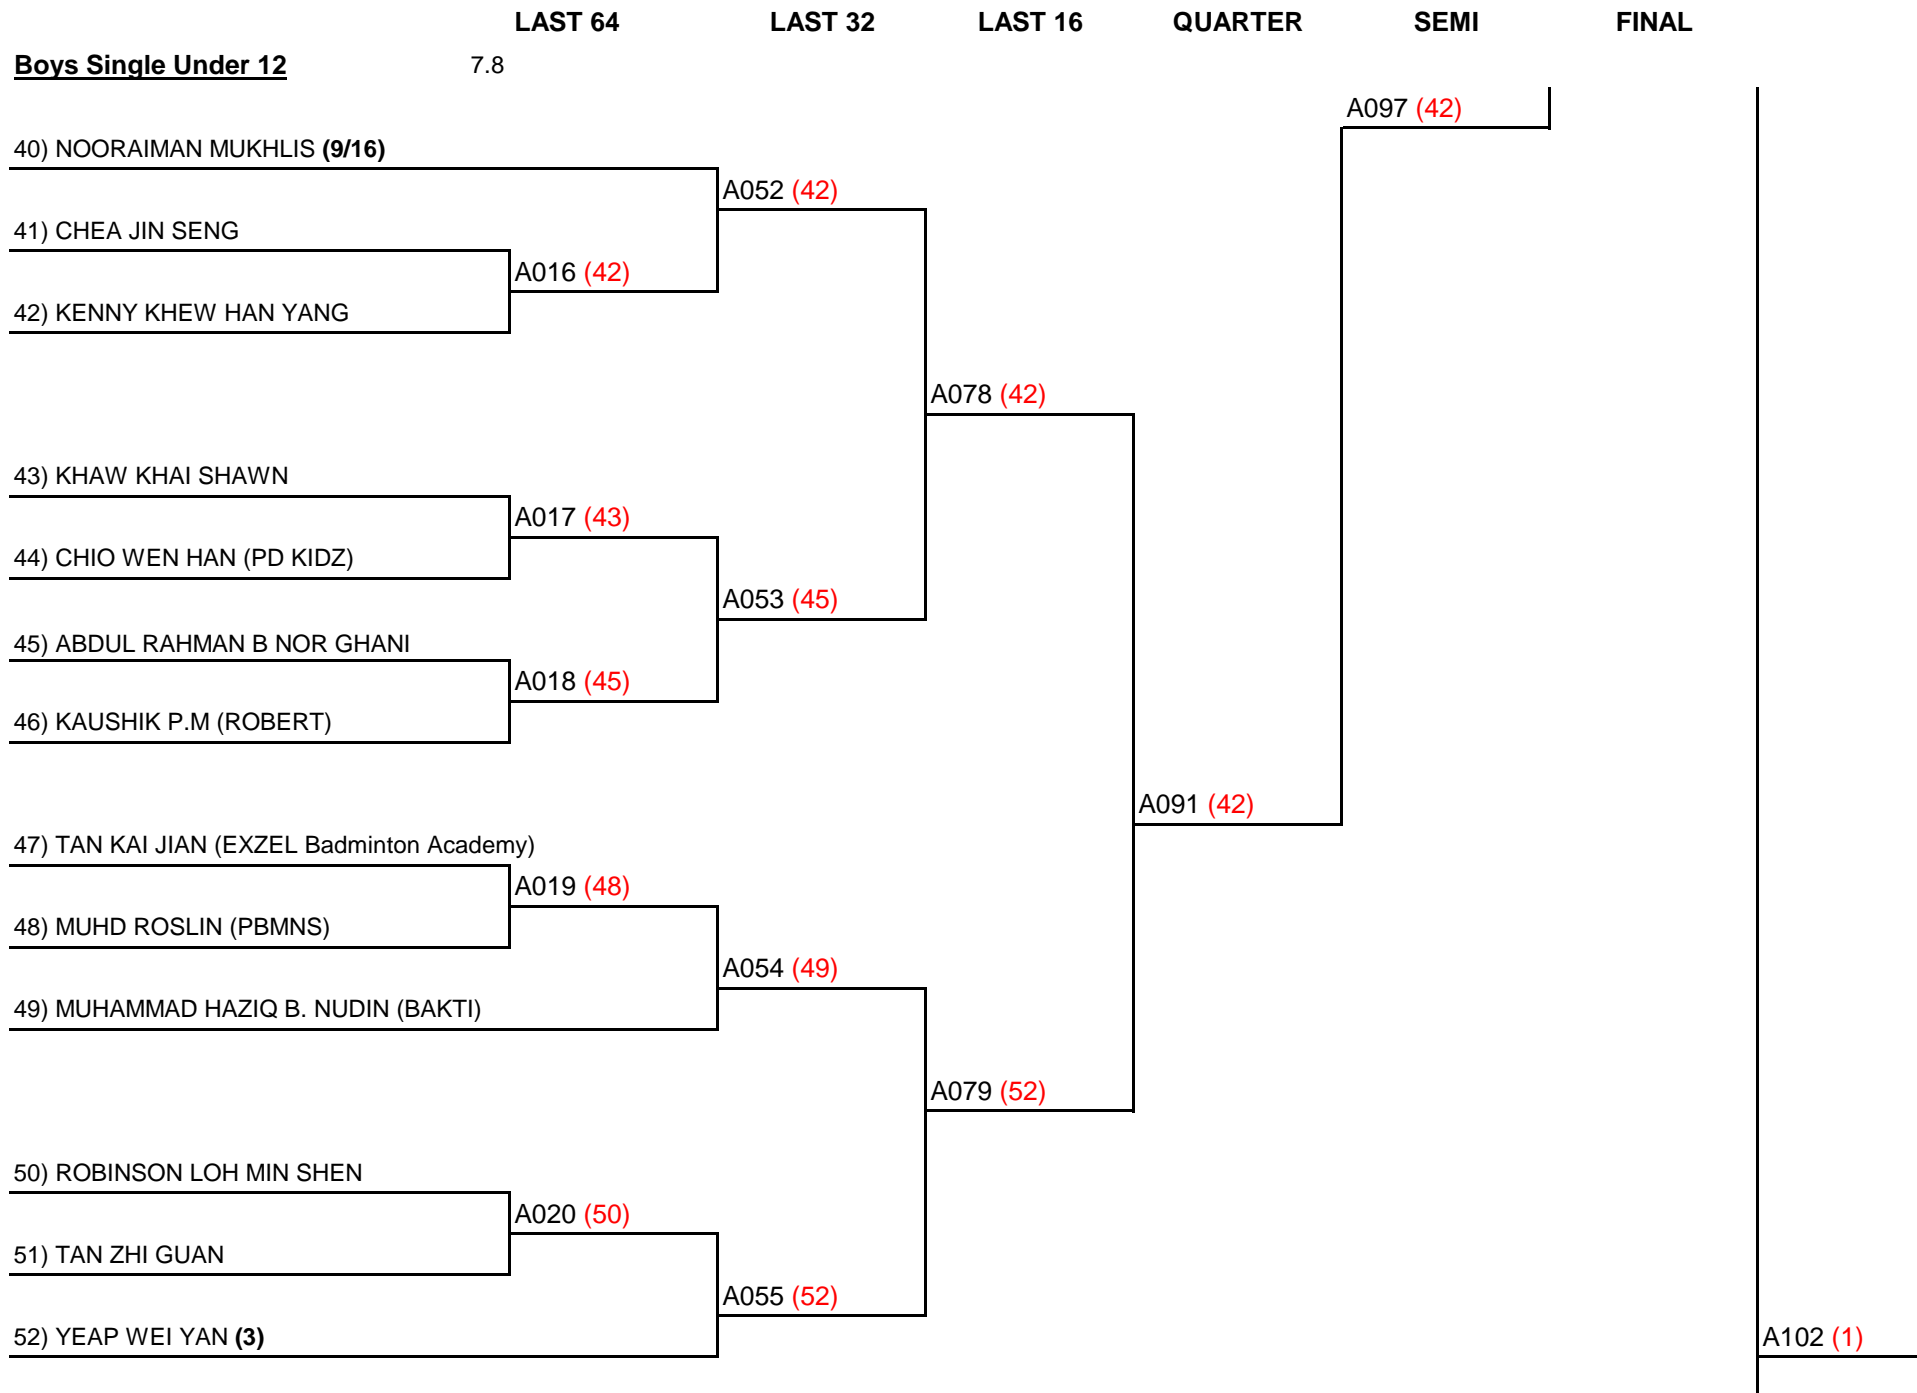 LAST 64 LAST 32 LAST 16 QUARTER SEMI FINAL
Boys Single Under 12 7.8
A097 (42)
40) NOORAIMAN MUKHLIS (9/16)
A052 (42)
41) CHEA JIN SENG
A016 (42)
42) KENNY KHEW HAN YANG
A078 (42)
43) KHAW KHAI SHAWN
A017 (43)
44) CHIO WEN HAN (PD KIDZ)
A053 (45)
45) ABDUL RAHMAN B NOR GHANI
A018 (45)
46) KAUSHIK P.M (ROBERT)
A091 (42)
47) TAN KAI JIAN (EXZEL Badminton Academy)
A019 (48)
48) MUHD ROSLIN (PBMNS)
A054 (49)
49) MUHAMMAD HAZIQ B. NUDIN (BAKTI)
A079 (52)
50) ROBINSON LOH MIN SHEN
A020 (50)
51) TAN ZHI GUAN
A055 (52)
52) YEAP WEI YAN (3)
A102 (1)